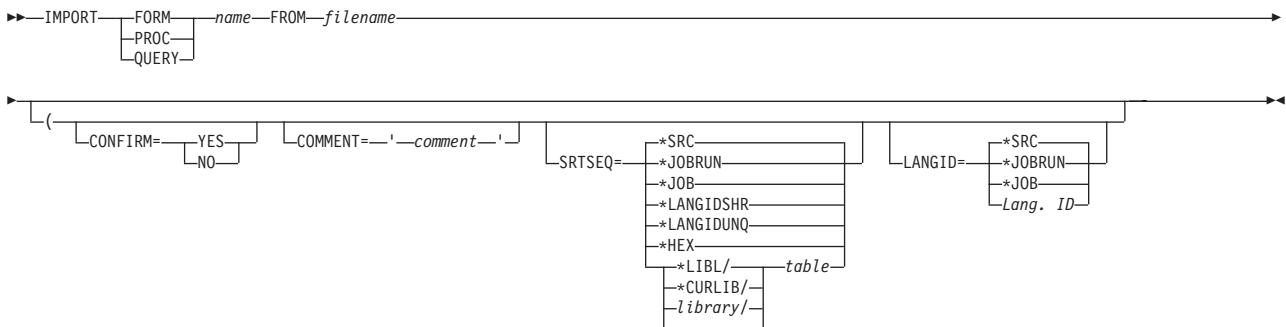 IMPORT FORM name FROM filename
PROC
QUERY
(
CONFIRM= YES COMMENT= ' comment ' SRTSEQ= *SRC LANGID= *SRC
NO *JOBRUN *JOBRUN
*JOB *JOB
*LANGIDSHR Lang. ID
*LANGIDUNQ
*HEX
*LIBL/ table
*CURLIB/
library/